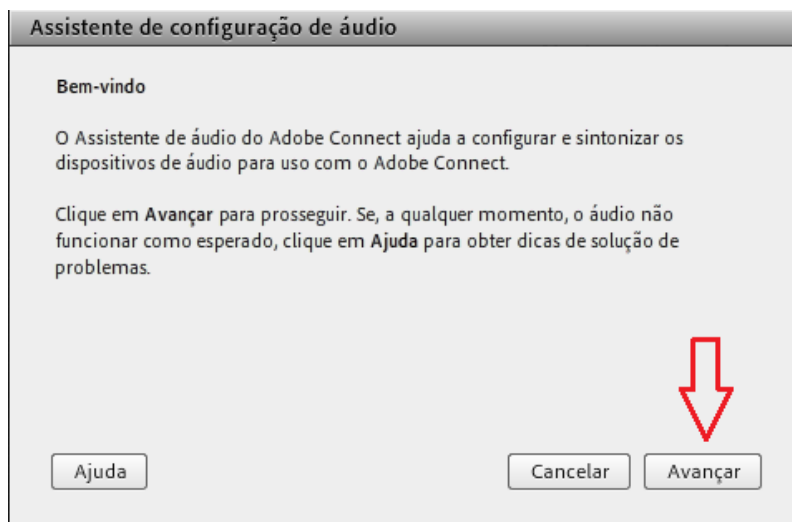 Assistente de configuração de áudio
Bem-vindo
O Assistente de áudio do Adobe Connect ajuda a configurar e sintonizar os
dispositivos de áudio para uso com o Adobe Connect.
Clique em Avançar para prosseguir. Se, a qualquer momento, o áudio não
funcionar como esperado, clique em Ajuda para obter dicas de solução de
problemas.
Ajuda Cancelar Avançar